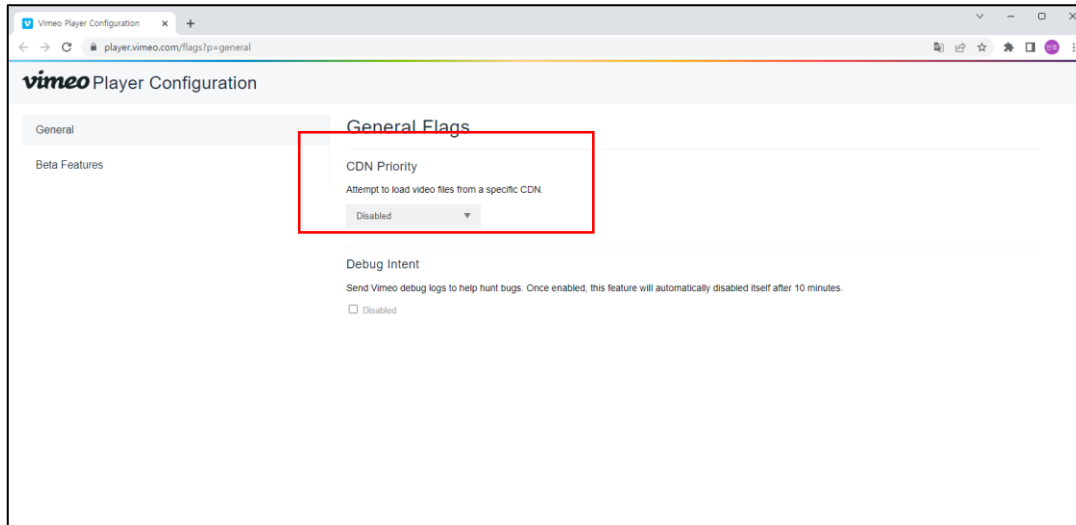 Vimeo Player Configuration
player.vimeo.com/flags?p=general
vimeo Player Configuration
General
Beta Features
General Flags
CDN Priority
Attempt to load video files from a specific CDN.
Disabled
Debug Intent
Send Vimeo debug logs to help hunt bugs. Once enabled, this feature will automatically disabled itself after 10 minutes.
Disabled